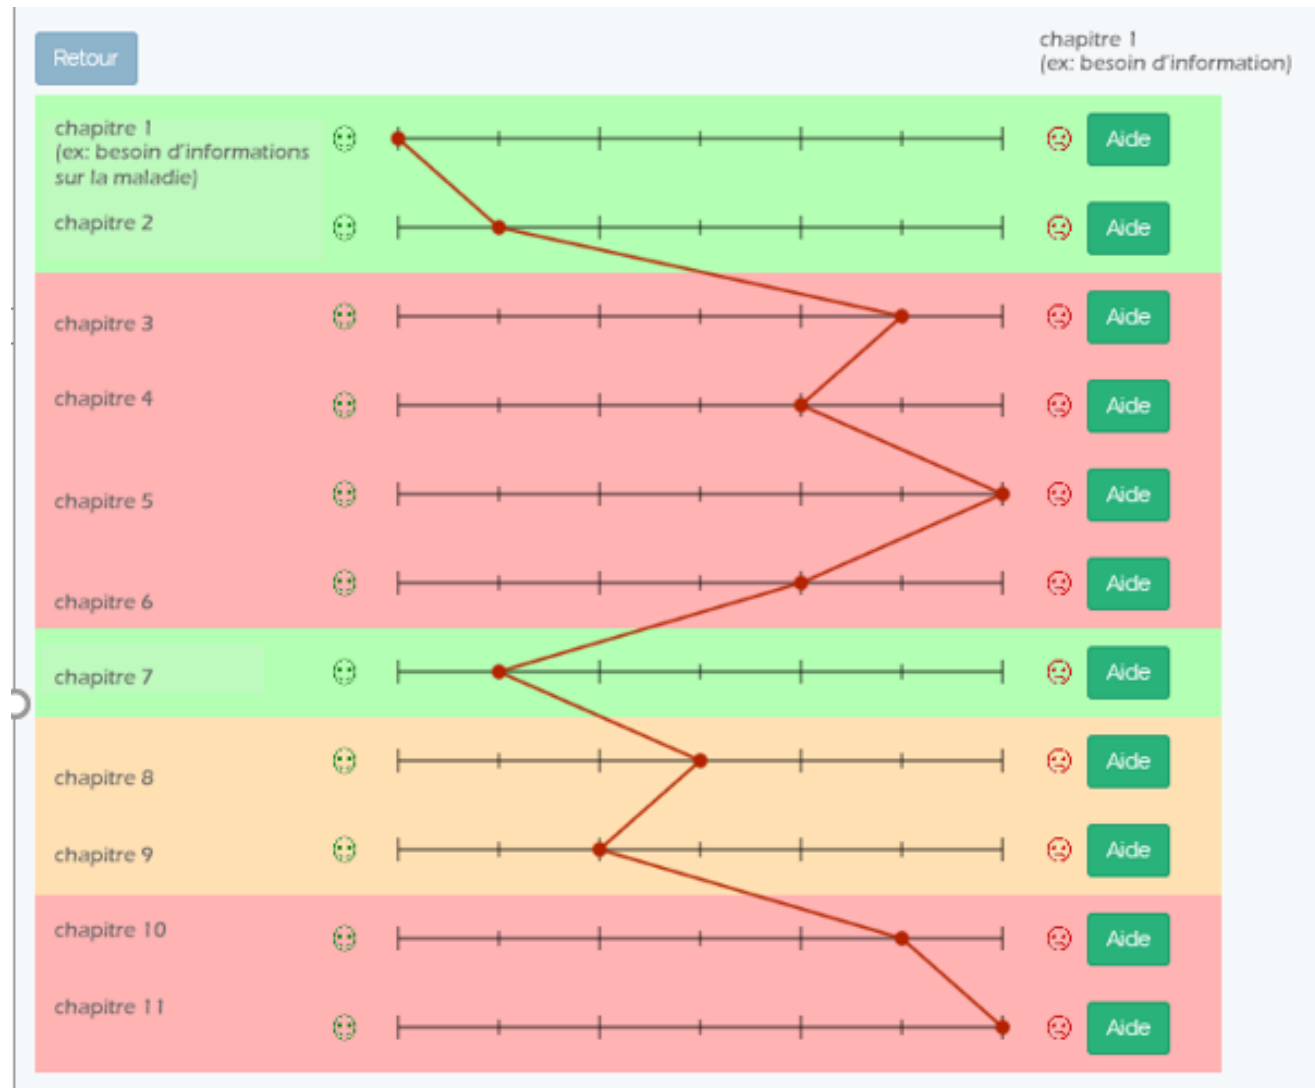 Retour
chapitre 1
(ex: besoin d'information)
chapitre 1
(ex: besoin d'informations
sur la maladie)
Aide
chapitre 2
Aide
chapitre 3
Aide
chapitre 4
Aide
chapitre 5
Aide
chapitre 6
Aide
chapitre 7
Aide
chapitre 8
Aide
chapitre 9
Aide
chapitre 10
Aide
chapitre 11
Aide